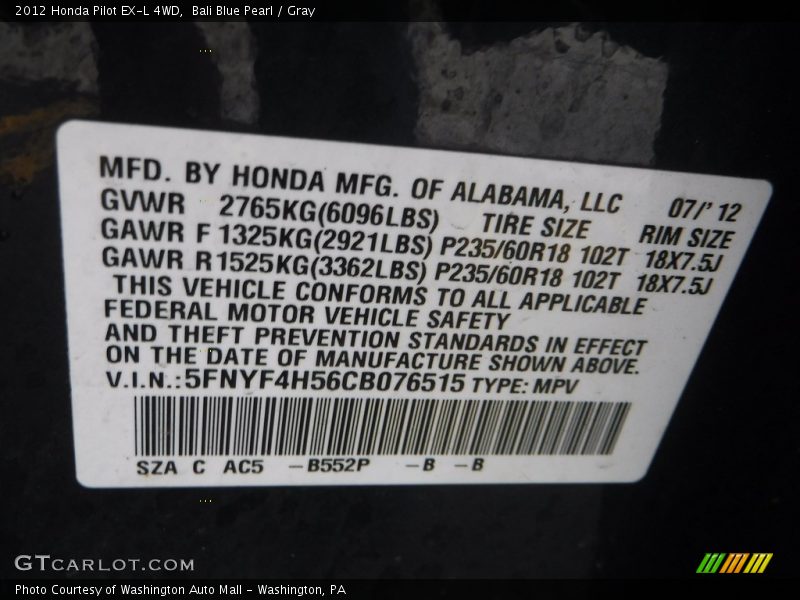 2012 Honda Pilot EX-L 4WD,  Bali Blue Pearl / Gray
MFD. BY HONDA MFG. OF ALABAMA, LLC 07/'12
GVWR 2765KG(6096LBS) TIRE SIZE RIM SIZE
GAWR F 1325KG(2921LBS) P235/60R18 102T 18X7.5J
GAWR R 1525KG(3362LBS) P235/60R18 102T 18X7.5J
THIS VEHICLE CONFORMS TO ALL APPLICABLE
FEDERAL MOTOR VEHICLE SAFETY
AND THEFT PREVENTION STANDARDS IN EFFECT
ON THE DATE OF MANUFACTURE SHOWN ABOVE.
V.I.N.:5FNYF4H56CB076515 TYPE: MPV
SZA C AC5 -B552P -B -B
GTCARLOT.COM
Photo Courtesy of Washington Auto Mall - Washington, PA